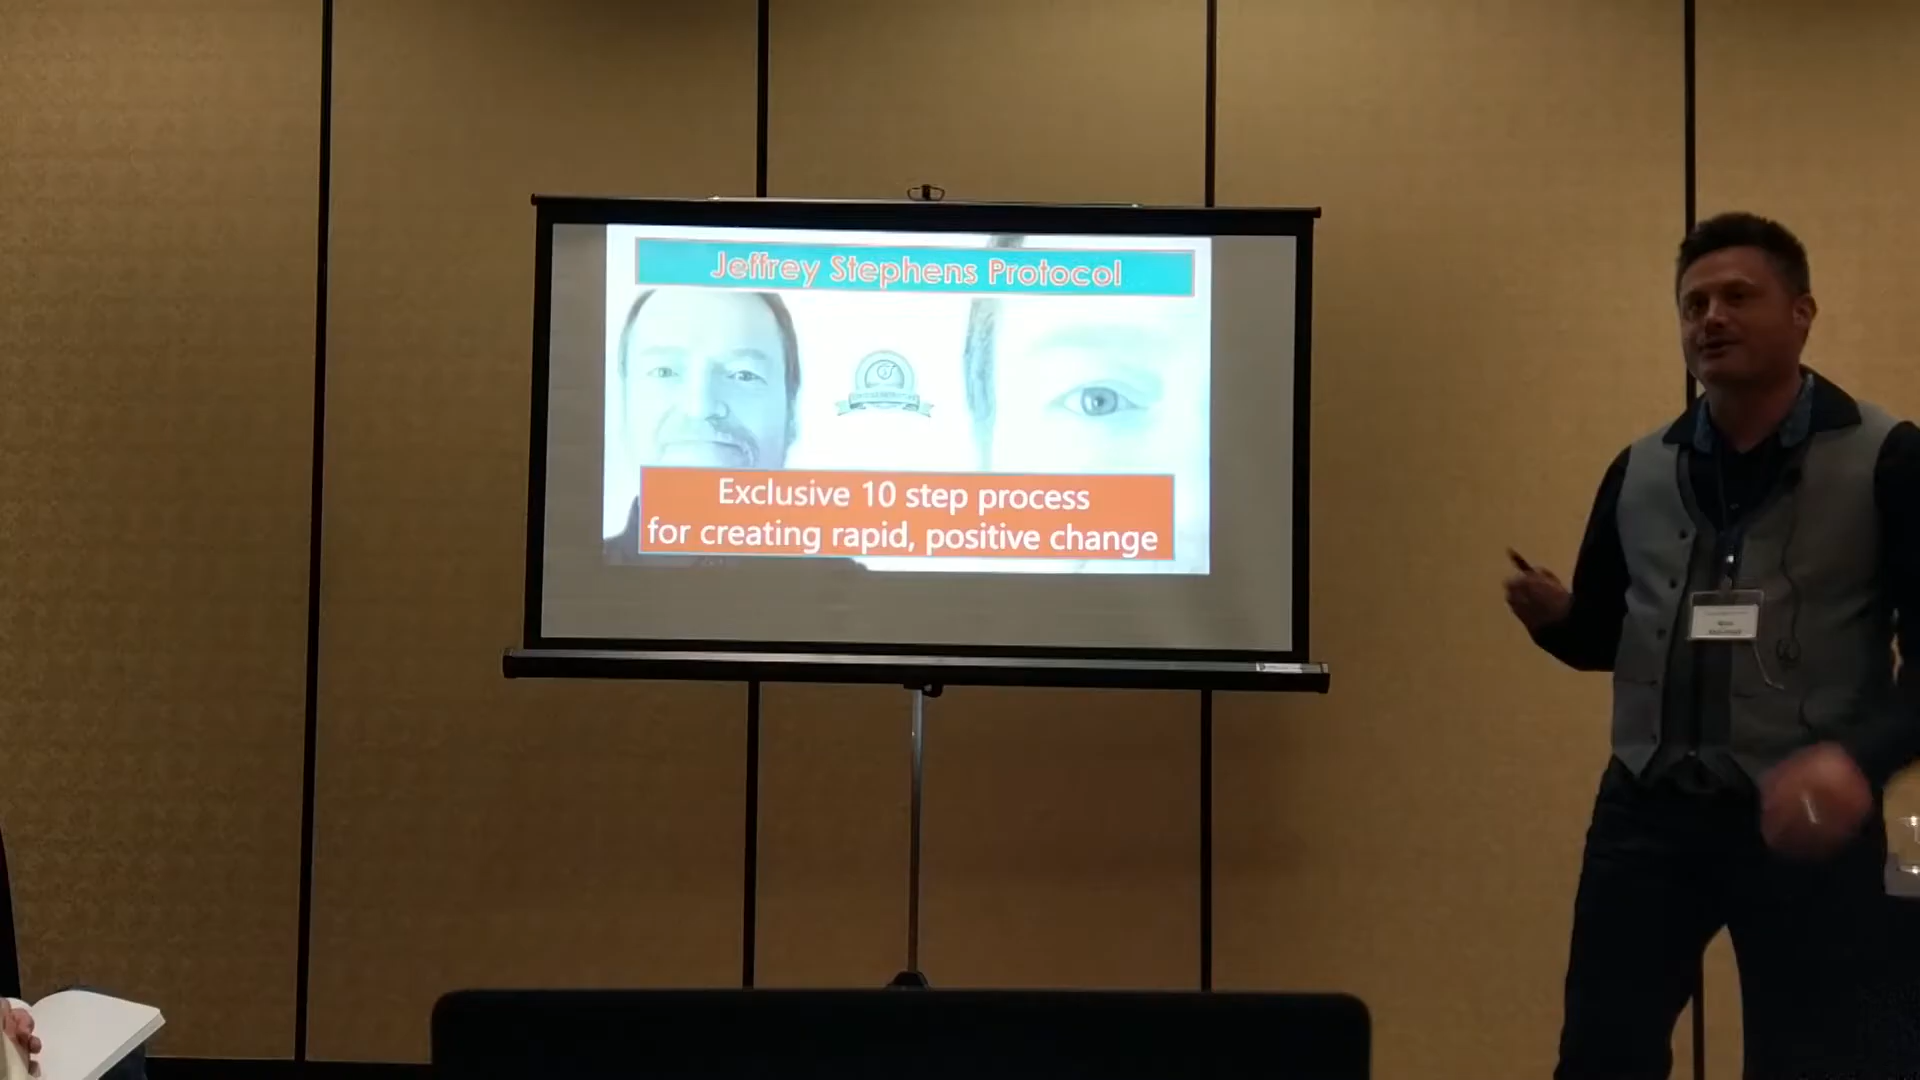 Jeffrey Stephens Protocol
Exclusive 10 step process
for creating rapid, positive change